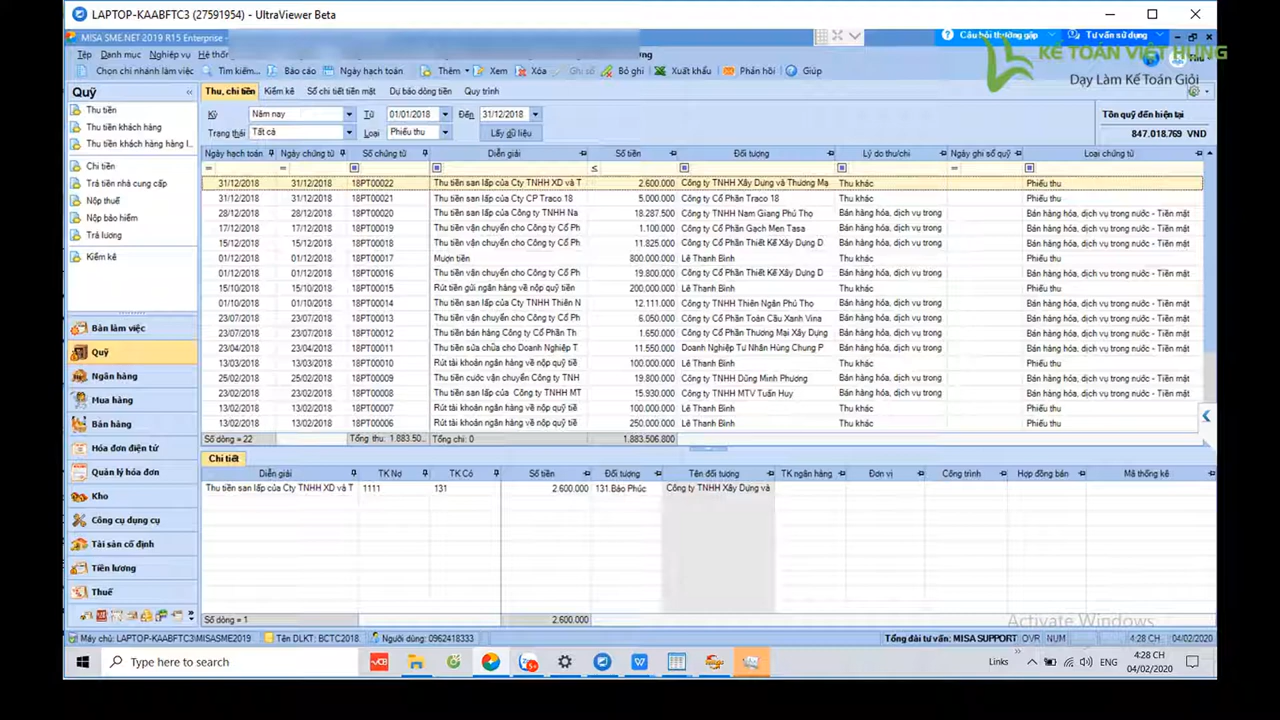 LAPTOP-KAABFTC3 (27591954) - UltraViewer Beta
MISA SME.NET 2019 R15 Enterprise -
Câu hỏi thường gặp Tư vấn sử dụng
KẾ TOÁN VIỆT HƯNG
Dạy Làm Kế Toán Giỏi
Tệp Danh mục Nghiệp vụ Hệ thống
Chọn chi nhánh làm việc Tìm kiếm... Báo cáo Ngày hạch toán Thêm Xem Xóa Ghi sổ Bỏ ghi Xuất khẩu Phản hồi Giúp
Quỹ
Thu tiền
Thu tiền khách hàng
Thu tiền khách hàng hàng l...
Chi tiền
Trả tiền nhà cung cấp
Nộp thuế
Nộp bảo hiểm
Trả lương
Kiểm kê
Bàn làm việc
Quỹ
Ngân hàng
Mua hàng
Bán hàng
Hóa đơn điện tử
Quản lý hóa đơn
Kho
Công cụ dụng cụ
Tài sản cố định
Tiền lương
Thuế
Thu, chi tiền Kiểm kê Sổ chi tiết tiền mặt Dự báo dòng tiền Quy trình
Kỳ Năm nay Từ 01/01/2018 Đến 31/12/2018
Trạng thái Tất cả Loại Phiếu thu Lấy dữ liệu
Tồn quỹ đến hiện tại
847.018.769 VND
Ngày hạch toán Ngày chứng từ Số chứng từ Diễn giải Số tiền Đối tượng Lý do thu/chi Ngày ghi sổ quỹ Loại chứng từ
31/12/2018 31/12/2018 18PT00022 Thu tiền san lấp của Cty TNHH XD và T 2.600.000 Công ty TNHH Xây Dựng và Thương Mạ Thu khác Phiếu thu
31/12/2018 31/12/2018 18PT00021 Thu tiền san lấp của Cty CP Traco 18 5.000.000 Công ty Cổ Phần Traco 18 Thu khác Phiếu thu
28/12/2018 28/12/2018 18PT00020 Thu tiền san lấp của Công ty TNHH Na 18.287.500 Công ty TNHH Nam Giang Phú Thọ Bán hàng hóa, dịch vụ trong Bán hàng hóa, dịch vụ trong nước - Tiền mặt
17/12/2018 17/12/2018 18PT00019 Thu tiền vận chuyển cho Công ty Cổ Ph 1.100.000 Công ty Cổ Phần Gạch Men Tasa Bán hàng hóa, dịch vụ trong Bán hàng hóa, dịch vụ trong nước - Tiền mặt
15/12/2018 15/12/2018 18PT00018 Thu tiền vận chuyển cho Công ty Cổ Ph 11.825.000 Công ty Cổ Phần Thiết Kế Xây Dựng D Bán hàng hóa, dịch vụ trong Bán hàng hóa, dịch vụ trong nước - Tiền mặt
01/12/2018 01/12/2018 18PT00017 Mượn tiền 800.000.000 Lê Thanh Bình Thu khác Phiếu thu
01/12/2018 01/12/2018 18PT00016 Thu tiền vận chuyển cho Công ty Cổ Ph 19.800.000 Công ty Cổ Phần Thiết Kế Xây Dựng D Bán hàng hóa, dịch vụ trong Bán hàng hóa, dịch vụ trong nước - Tiền mặt
15/10/2018 15/10/2018 18PT00015 Rút tiền gửi ngân hàng về nộp quỹ tiền 200.000.000 Lê Thanh Bình Thu khác Phiếu thu
01/10/2018 01/10/2018 18PT00014 Thu tiền san lấp của Cty TNHH Thiên N 12.111.000 Công ty TNHH Thiên Ngân Phú Thọ Bán hàng hóa, dịch vụ trong Bán hàng hóa, dịch vụ trong nước - Tiền mặt
23/07/2018 23/07/2018 18PT00013 Thu tiền vận chuyển cho Công ty Cổ Ph 6.050.000 Công ty Cổ Phần Toàn Cầu Xanh Vina Bán hàng hóa, dịch vụ trong Bán hàng hóa, dịch vụ trong nước - Tiền mặt
23/07/2018 23/07/2018 18PT00012 Thu tiền bán hàng Công ty Cổ Phần Th 1.650.000 Công ty Cổ Phần Thương Mại Xây Dựng Bán hàng hóa, dịch vụ trong Bán hàng hóa, dịch vụ trong nước - Tiền mặt
23/04/2018 23/04/2018 18PT00011 Thu tiền sửa chữa cho Doanh Nghiệp T 11.550.000 Doanh Nghiệp Tư Nhân Hùng Chung P Bán hàng hóa, dịch vụ trong Bán hàng hóa, dịch vụ trong nước - Tiền mặt
23/03/2018 23/03/2018 18PT00010 Rút tài khoản ngân hàng về nộp quỹ tiề 100.000.000 Lê Thanh Bình Thu khác Phiếu thu
25/02/2018 25/02/2018 18PT00009 Thu tiền cước vận chuyển Công ty TNH 19.800.000 Công ty TNHH Dũng Minh Phương Bán hàng hóa, dịch vụ trong Bán hàng hóa, dịch vụ trong nước - Tiền mặt
23/02/2018 23/02/2018 18PT00008 Thu tiền san lấp của Công ty TNHH MT 15.930.000 Công ty TNHH MTV Tuấn Huy Bán hàng hóa, dịch vụ trong Bán hàng hóa, dịch vụ trong nước - Tiền mặt
13/02/2018 13/02/2018 18PT00007 Rút tài khoản ngân hàng về nộp quỹ tiề 100.000.000 Lê Thanh Bình Thu khác Phiếu thu
13/02/2018 13/02/2018 18PT00006 Rút tài khoản ngân hàng về nộp quỹ tiề 250.000.000 Lê Thanh Bình Thu khác Phiếu thu
Số dòng = 22 Tổng thu: 1.883.50... Tổng chi: 0 1.883.506.800
Chi tiết
Diễn giải TK Nợ TK Có Số tiền Đối tượng Tên đối tượng TK ngân hàng Đơn vị Công trình Hợp đồng bán Mã thống kê
Thu tiền san lấp của Cty TNHH XD và T 1111 131 2.600.000 131.Bảo Phúc Công ty TNHH Xây Dựng và
Số dòng = 1 2.600.000
Activate Windows
Máy chủ: LAPTOP-KAABFTC3\MISASME2019 Tên DLKT: BCTC2018 Người dùng: 0962418333 Tổng đài tư vấn: MISA SUPPORT OVR NUM 4:28 CH 04/02/2020
Type here to search Links ENG 4:28 CH
04/02/2020